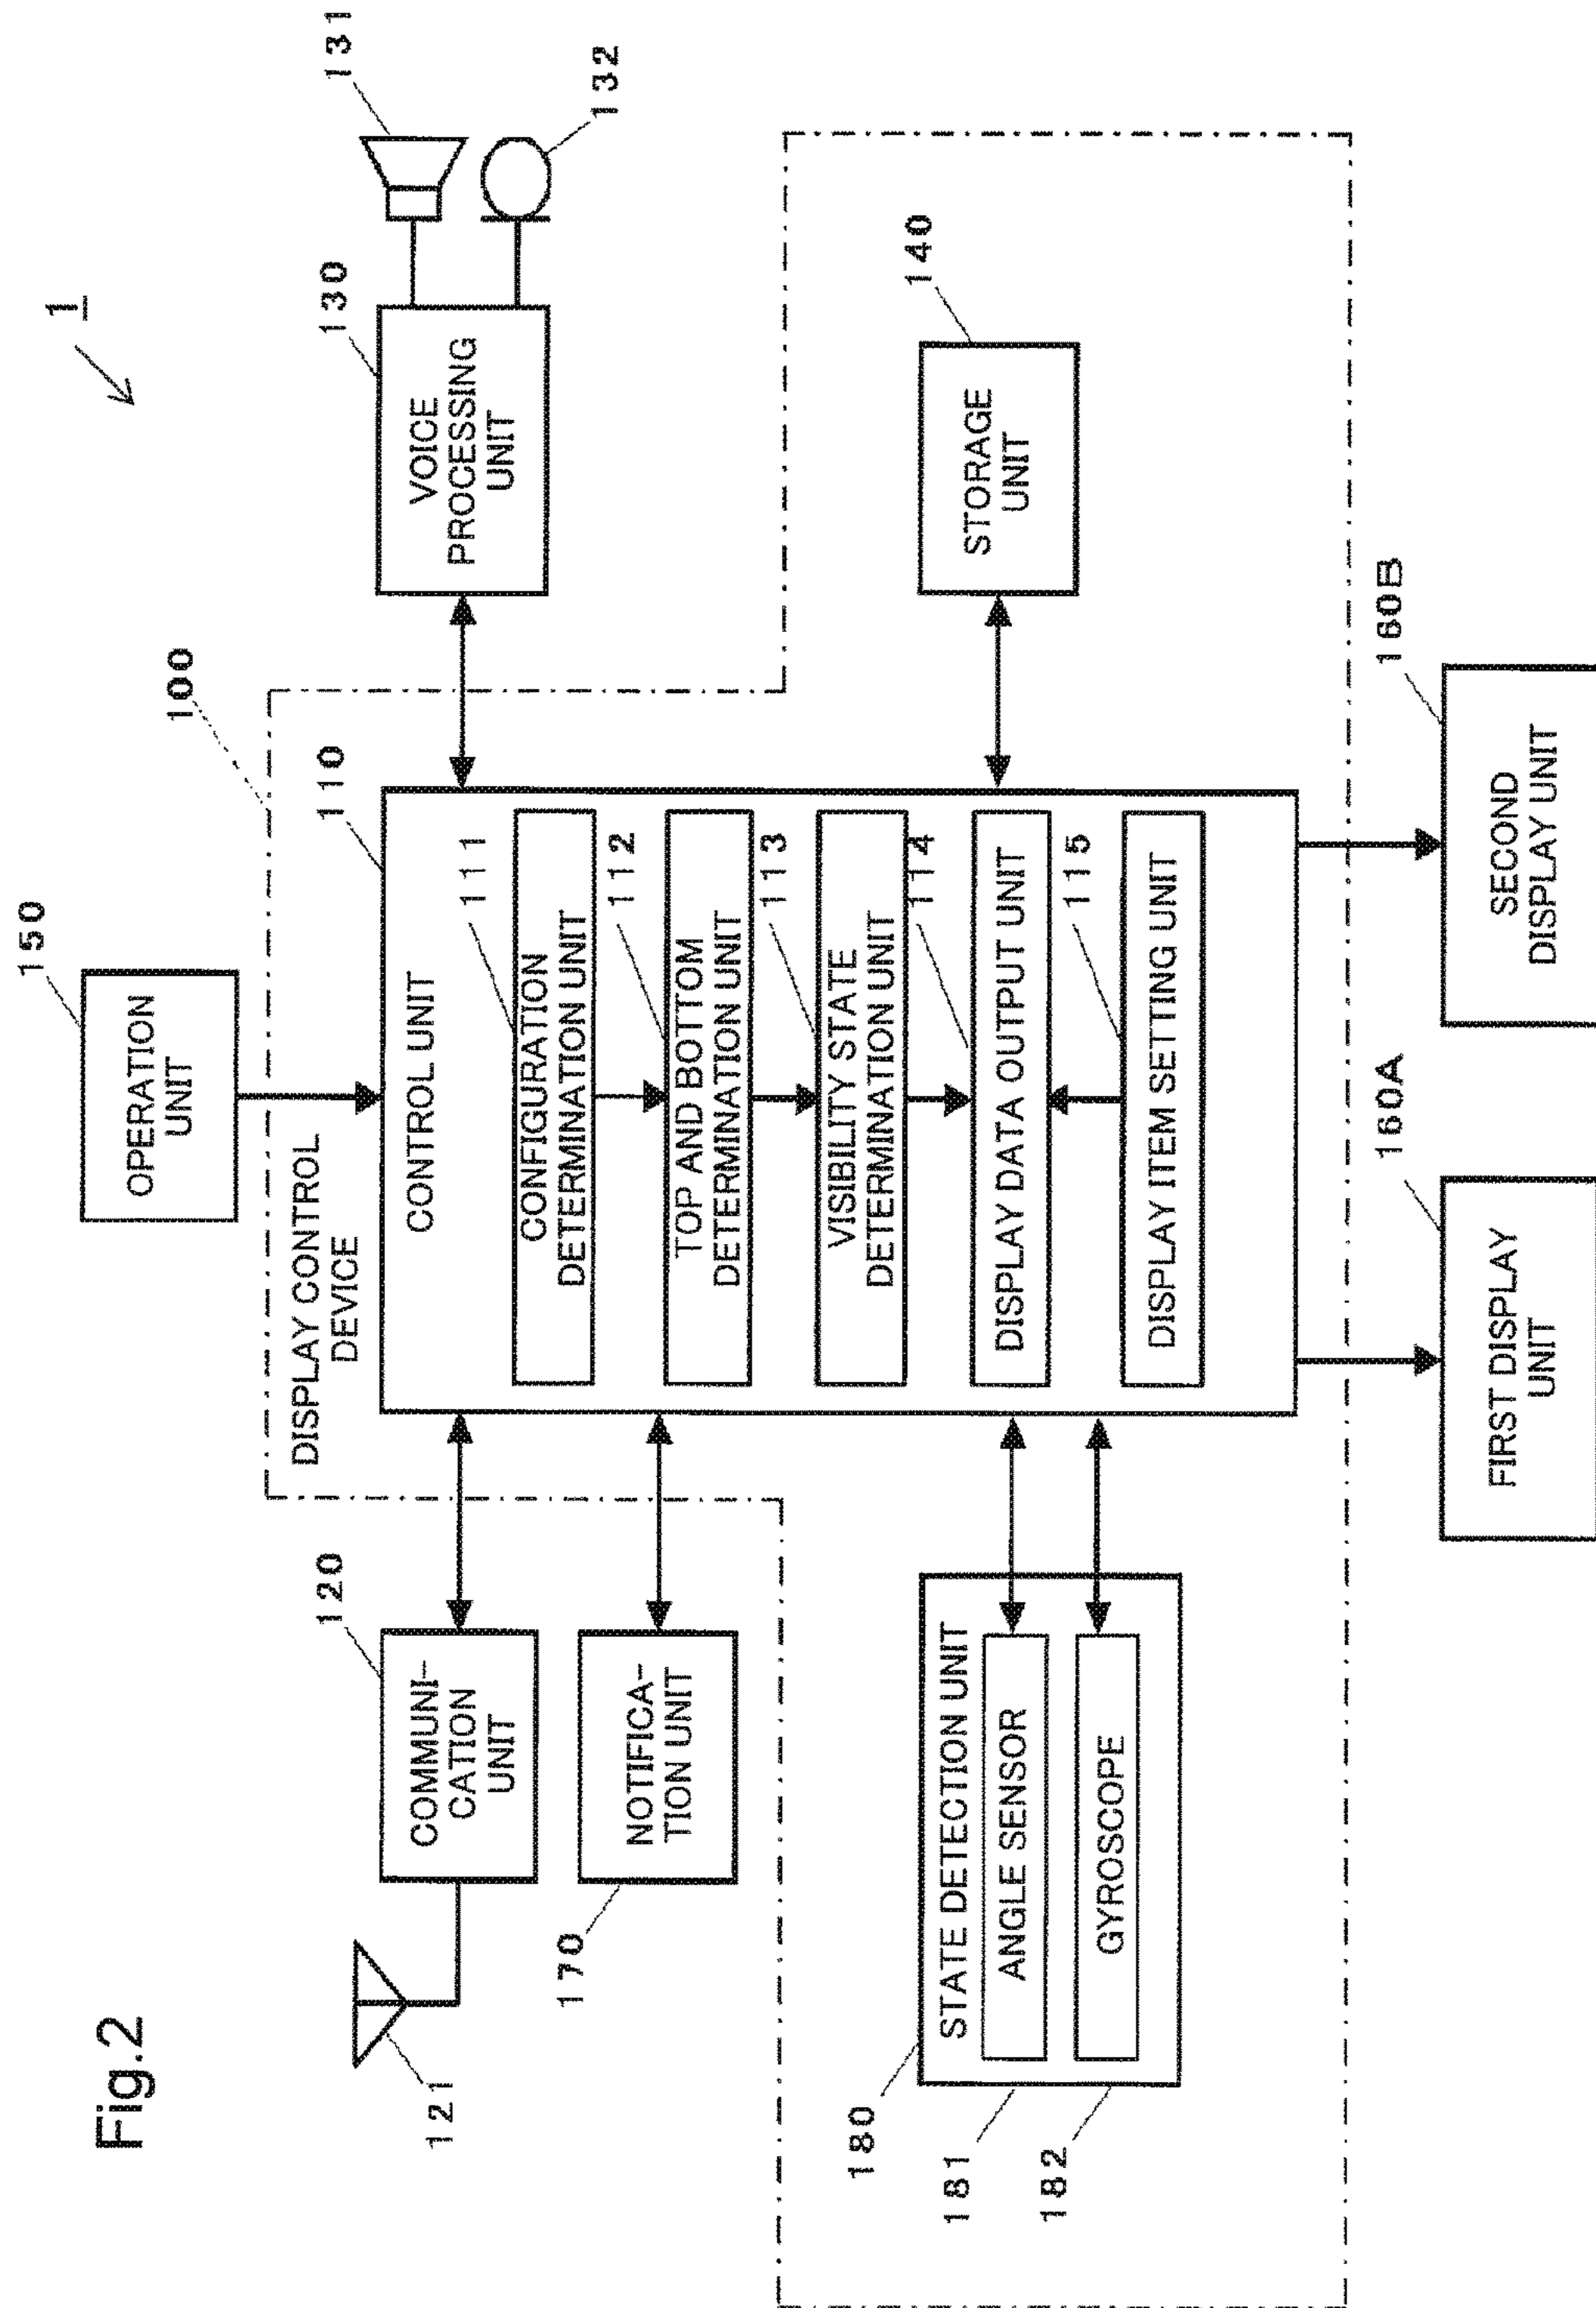 Fig.2
1
150
OPERATION
UNIT
100
DISPLAY CONTROL
DEVICE
121
120
COMMUNI-
CATION
UNIT
170
NOTIFICA-
TION UNIT
110
CONTROL UNIT
111
CONFIGURATION
DETERMINATION UNIT
112
TOP AND BOTTOM
DETERMINATION UNIT
113
VISIBILITY STATE
DETERMINATION UNIT
114
DISPLAY DATA OUTPUT UNIT
115
DISPLAY ITEM SETTING UNIT
130
VOICE
PROCESSING
UNIT
131
132
180
STATE DETECTION UNIT
181
ANGLE SENSOR
182
GYROSCOPE
140
STORAGE
UNIT
160A
FIRST DISPLAY
UNIT
160B
SECOND
DISPLAY UNIT